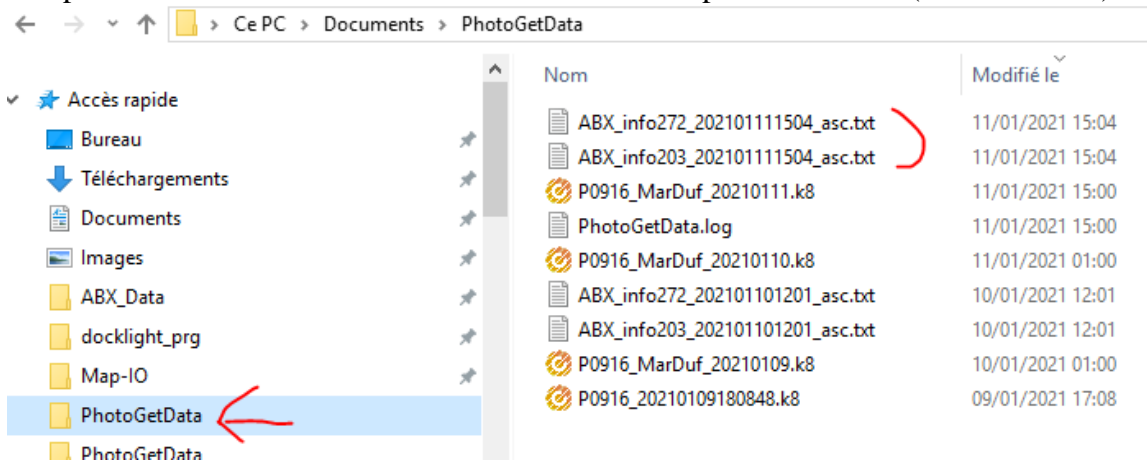 Ce PC > Documents > PhotoGetData
Nom Modifié le
Accès rapide
Bureau
Téléchargements
Documents
Images
ABX_Data
docklight_prg
Map-IO
PhotoGetData
PhotoGetData
ABX_info272_202101111504_asc.txt 11/01/2021 15:04
ABX_info203_202101111504_asc.txt 11/01/2021 15:04
P0916_MarDuf_20210111.k8 11/01/2021 15:00
PhotoGetData.log 11/01/2021 15:00
P0916_MarDuf_20210110.k8 11/01/2021 01:00
ABX_info272_202101101201_asc.txt 10/01/2021 12:01
ABX_info203_202101101201_asc.txt 10/01/2021 12:01
P0916_MarDuf_20210109.k8 10/01/2021 01:00
P0916_20210109180848.k8 09/01/2021 17:08